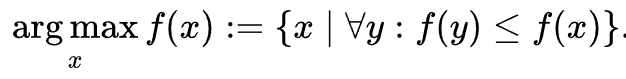 arg max f(x) := {x | ∀y : f(y) ≤ f(x)}.
x